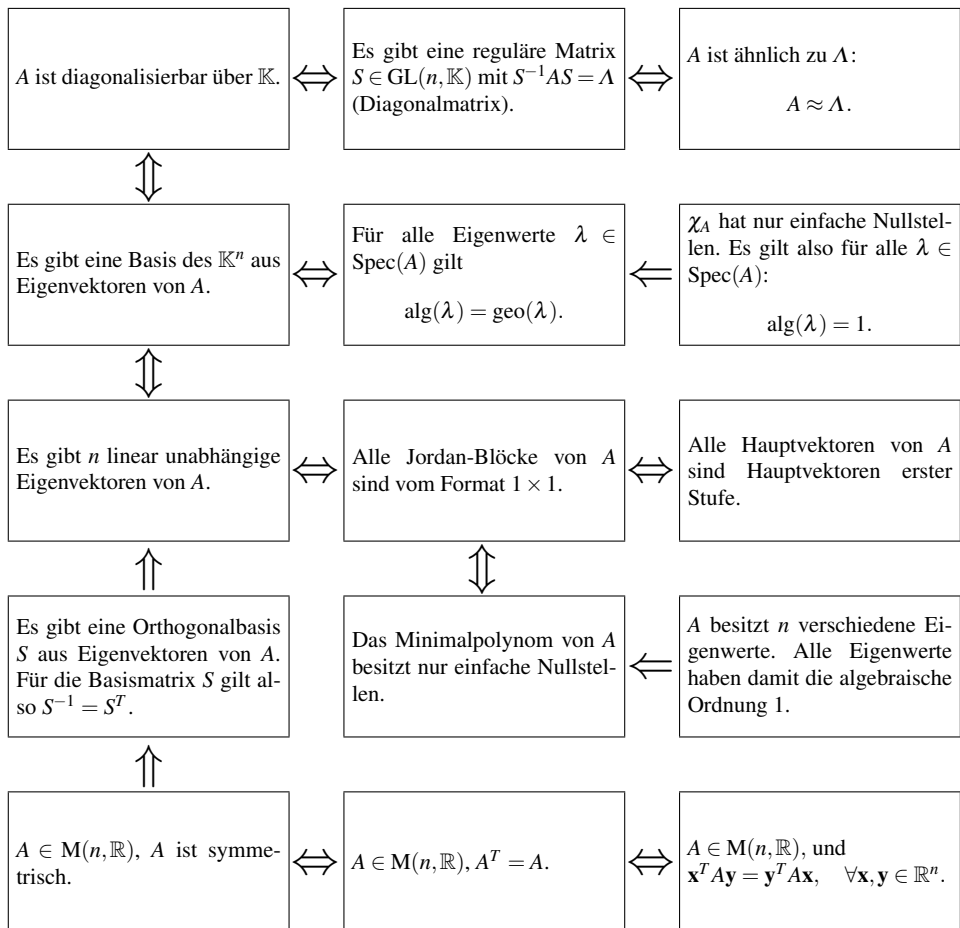 A ist diagonalisierbar über 𝕂.
⇔
Es gibt eine reguläre Matrix
S ∈ GL(n, 𝕂) mit S⁻¹AS = Λ
(Diagonalmatrix).
⇔
A ist ähnlich zu Λ:
A ≈ Λ.
⇕
Es gibt eine Basis des 𝕂ⁿ aus
Eigenvektoren von A.
⇔
Für alle Eigenwerte λ ∈
Spec(A) gilt
alg(λ) = geo(λ).
⇐
χ_A hat nur einfache Nullstel-
len. Es gilt also für alle λ ∈
Spec(A):
alg(λ) = 1.
⇕
Es gibt n linear unabhängige
Eigenvektoren von A.
⇔
Alle Jordan-Blöcke von A
sind vom Format 1 × 1.
⇔
Alle Hauptvektoren von A
sind Hauptvektoren erster
Stufe.
⇑
⇕
Es gibt eine Orthogonalbasis
S aus Eigenvektoren von A.
Für die Basismatrix S gilt al-
so S⁻¹ = Sᵀ.
Das Minimalpolynom von A
besitzt nur einfache Nullstel-
len.
⇐
A besitzt n verschiedene Ei-
genwerte. Alle Eigenwerte
haben damit die algebraische
Ordnung 1.
⇑
A ∈ M(n, ℝ), A ist symme-
trisch.
⇔
A ∈ M(n, ℝ), Aᵀ = A.
⇔
A ∈ M(n, ℝ), und
𝐱ᵀA𝐲 = 𝐲ᵀA𝐱, ∀𝐱, 𝐲 ∈ ℝⁿ.